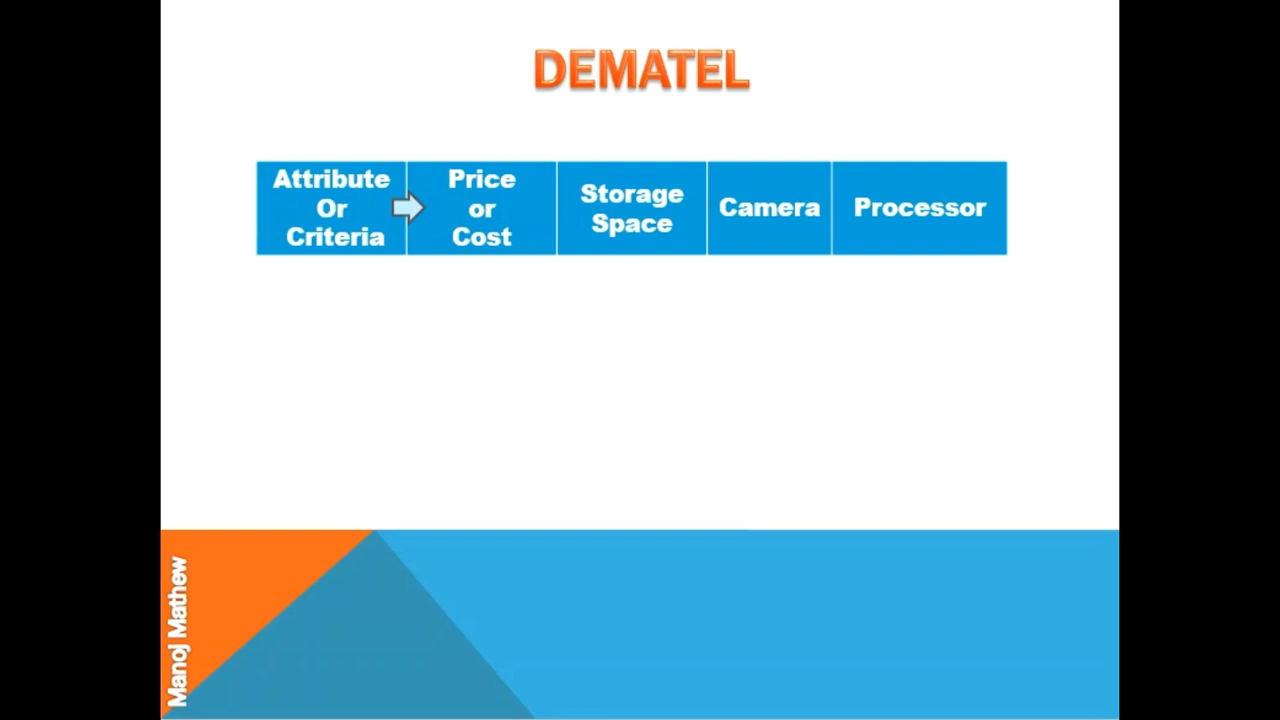 DEMATEL
Attribute
Or
Criteria
Price
or
Cost
Storage
Space
Camera
Processor
Manoj Mathew